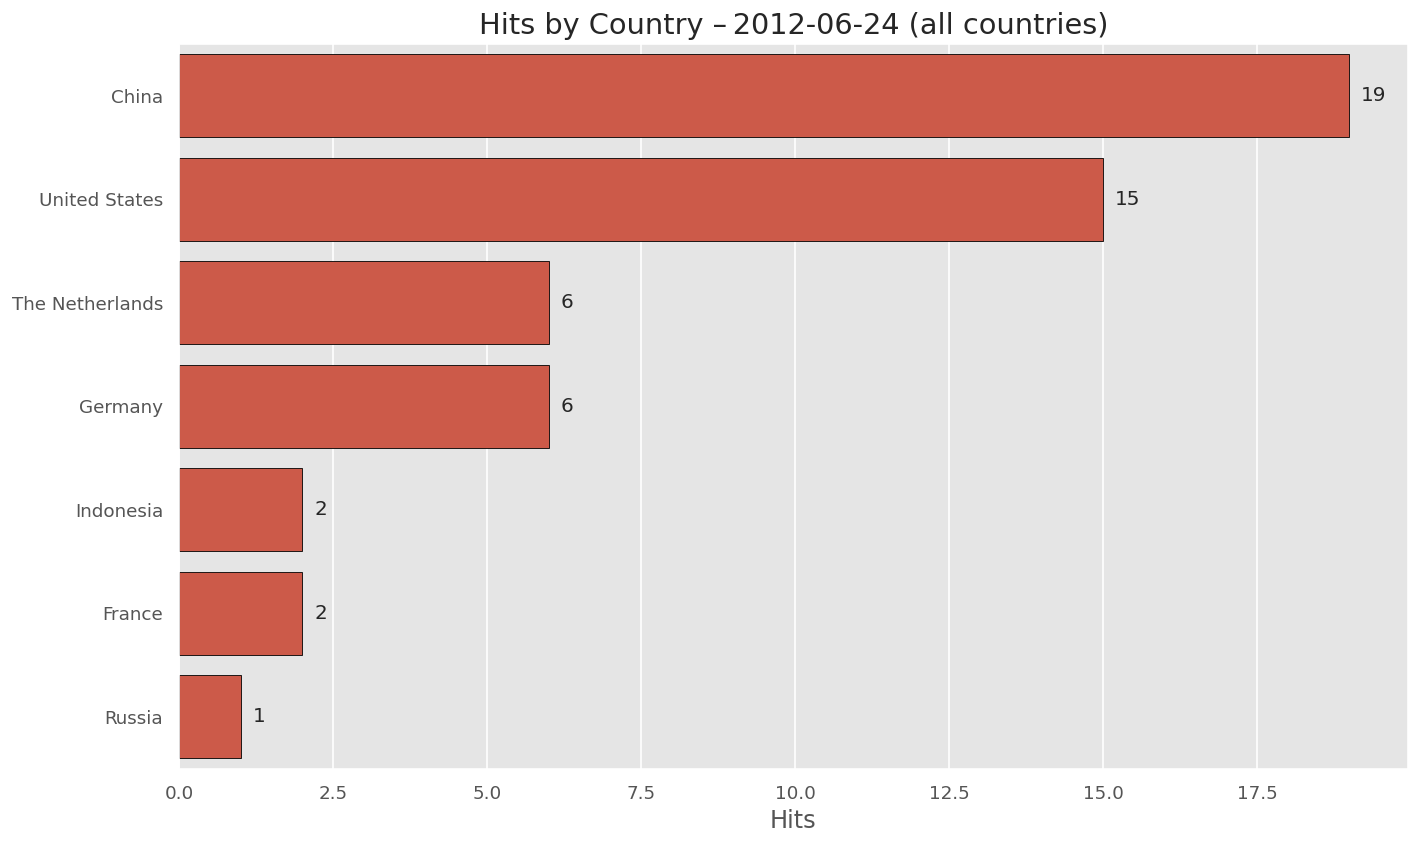 Hits by Country – 2012-06-24 (all countries)
China
19
United States
15
The Netherlands
6
Germany
6
Indonesia
2
France
2
Russia
1
0.0 2.5 5.0 7.5 10.0 12.5 15.0 17.5
Hits